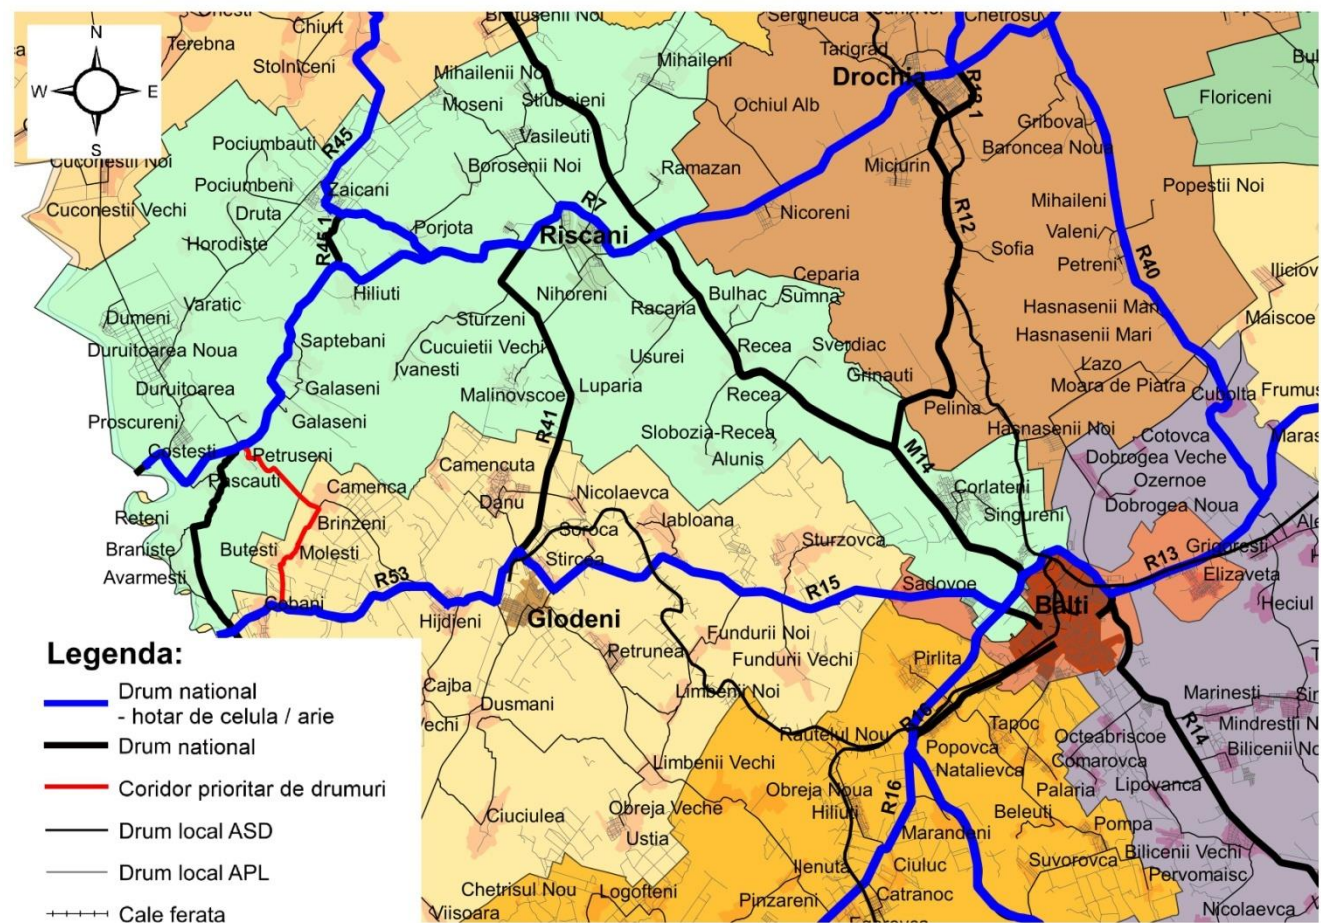 N
W
E
S
Chiurt
Terebna
Stolniceni
Bratusenii Noi
Sergheuca
Chetrosu
Tarigrad
Drochia
Mihaileni
Mihailenii Noi
Stiubeieni
Moseni
Ochiul Alb
R12.1
Floriceni
Gribova
Vasileuti
Baroncea Noua
Pociumbauti
R45
Borosenii Noi
Ramazan
Miciurin
Cuconestii Noi
Pociumbeni
Zaicani
Popestii Noi
Cuconestii Vechi
Druta
R7
Nicoreni
R12
Mihaileni
Porjota
Riscani
Valeni
R40
Horodiste
R45.1
Sofia
Petreni
Ceparia
Hiliuti
Nihoreni
Bulhac
Sumna
Varatic
Racaria
Hasnasenii Mari
Dumeni
Sturzeni
Maiscoe
Saptebani
Hasnasenii Mari
Duruitoarea Noua
Cucuietii Vechi
Recea
Sverdiac
Usurei
Lazo
Ivanesti
Grinauti
Moara de Piatra
Duruitoarea
Galaseni
Malinovscoe
Luparia
Recea
Cubolta
Pelinia
Proscureni
Galaseni
R41
Slobozia-Recea
Hasnasenii Noi
Cotovca
Costesti
Petruseni
Alunis
M14
Dobrogea Veche
Camencuta
Pascauti
Camenca
Nicolaevca
Corlateni
Ozernoe
Danu
Dobrogea Noua
Reteni
Brinzeni
Singureni
Iabloana
Soroca
Braniste
Butesti
Molesti
Stircea
Sturzovca
R13
Grigoresti
Avarmesti
R53
R15
Sadovoe
Elizaveta
Cobani
Balti
Hijdieni
Glodeni
Heciul
Fundurii Noi
Petrunea
Fundurii Vechi
Pirlita
Legenda:
Drum national
- hotar de celula / arie
Drum national
Coridor prioritar de drumuri
Drum local ASD
Drum local APL
Cale ferata
Cajba
Limbenii Noi
Marinesti
Dusmani
Tapoc
R14
Rautelul Nou
R16
Octeabriscoe
Popovca
Comarovca
Natalievca
Limbenii Vechi
Lipovanca
Palaria
Obreja Noua
R16
Obreja Veche
Hiliuti
Beleuti
Ciuciulea
Pompa
Ustia
Marandeni
Bilicenii Vechi
Suvorovca
Ilenuta
Ciuluc
Pervomaisc
Chetrisul Nou
Logofteni
Catranoc
Pinzareni
Viisoara
Nicolaevca